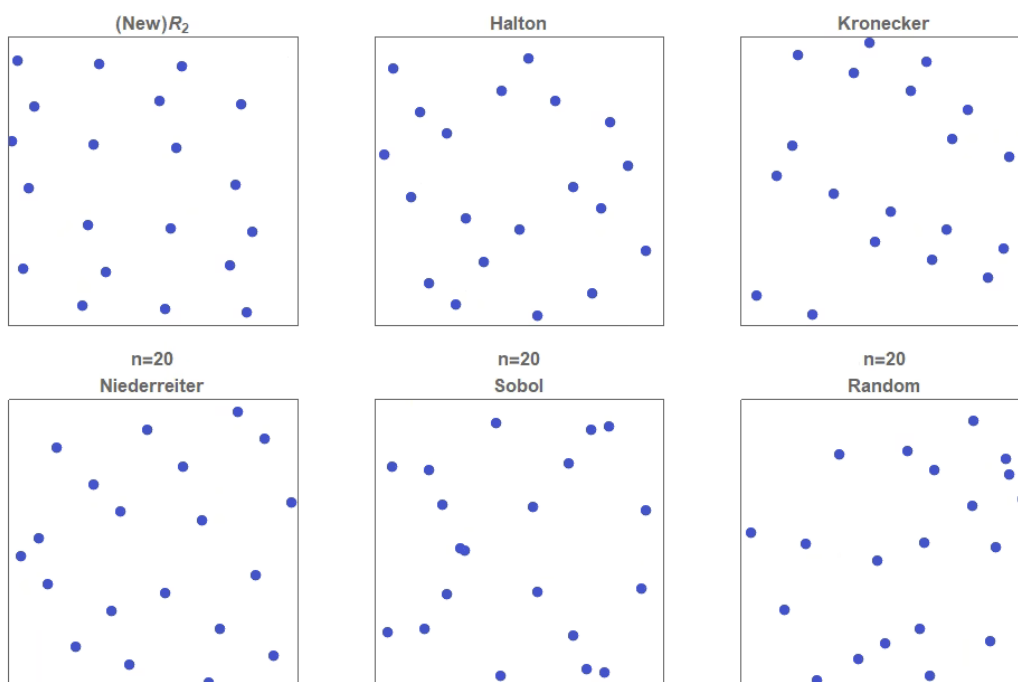 (New)R₂
Halton
Kronecker
n=20
n=20
n=20
Niederreiter
Sobol
Random